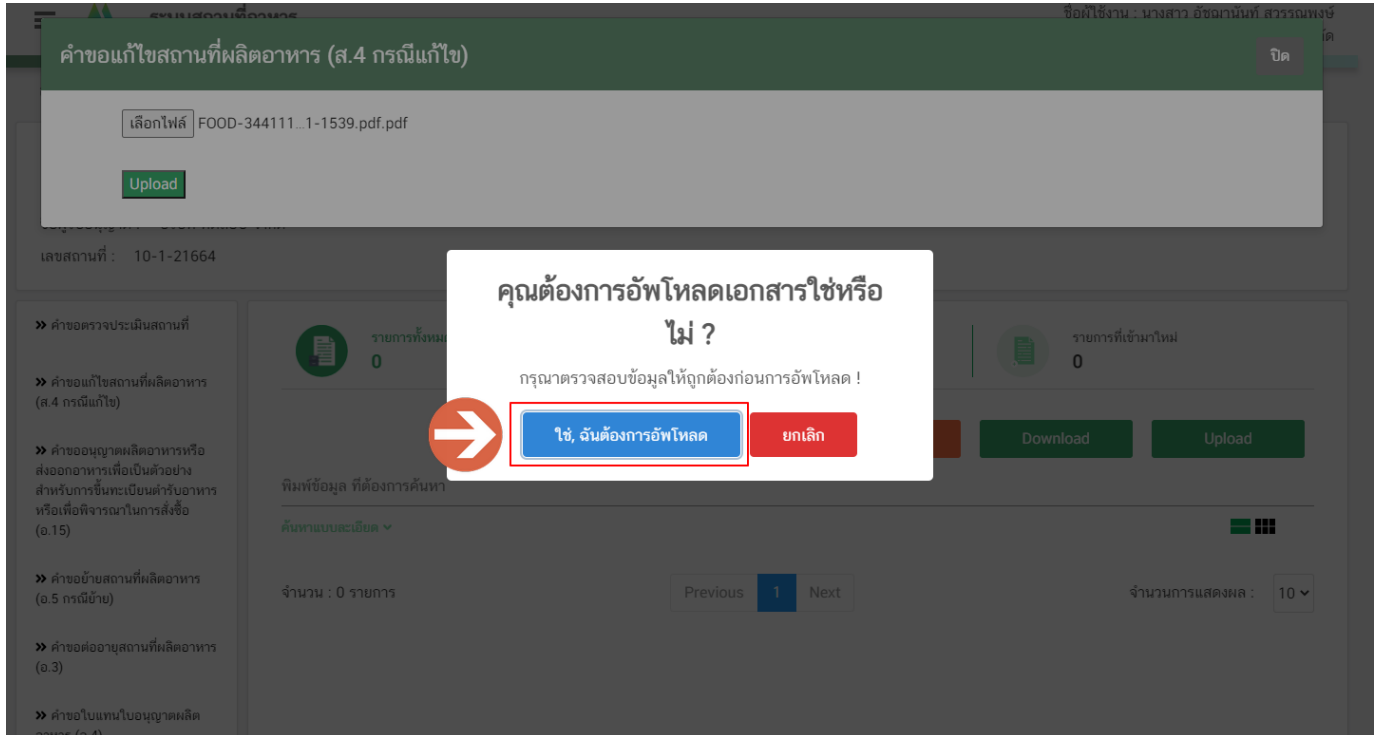 ระบบสถานที่อาหาร
ชื่อผู้ใช้งาน : นางสาว อัชฌานันท์ สุวรรณพงษ์
คำขอแก้ไขสถานที่ผลิตอาหาร (ส.4 กรณีแก้ไข)
ปิด
เลือกไฟล์ FOOD-344111...1-1539.pdf.pdf
Upload
เลขสถานที่ : 10-1-21664
คุณต้องการอัพโหลดเอกสารใช่หรือ
ไม่ ?
กรุณาตรวจสอบข้อมูลให้ถูกต้องก่อนการอัพโหลด !
ใช่, ฉันต้องการอัพโหลด
ยกเลิก
คำขอตรวจประเมินสถานที่
คำขอแก้ไขสถานที่ผลิตอาหาร
(ส.4 กรณีแก้ไข)
คำขออนุญาตผลิตอาหารหรือ
ส่งออกอาหารเพื่อเป็นตัวอย่าง
สำหรับการขึ้นทะเบียนตำรับอาหาร
หรือเพื่อพิจารณาในการสั่งซื้อ
(อ.15)
คำขอย้ายสถานที่ผลิตอาหาร
(อ.5 กรณีย้าย)
คำขอต่ออายุสถานที่ผลิตอาหาร
(อ.3)
คำขอใบแทนใบอนุญาตผลิต
รายการทั้งหมด
0
รายการที่เข้ามาใหม่
0
Download
Upload
พิมพ์ข้อมูล ที่ต้องการค้นหา
ค้นหาแบบละเอียด
จำนวน : 0 รายการ
Previous 1 Next
จำนวนการแสดงผล : 10